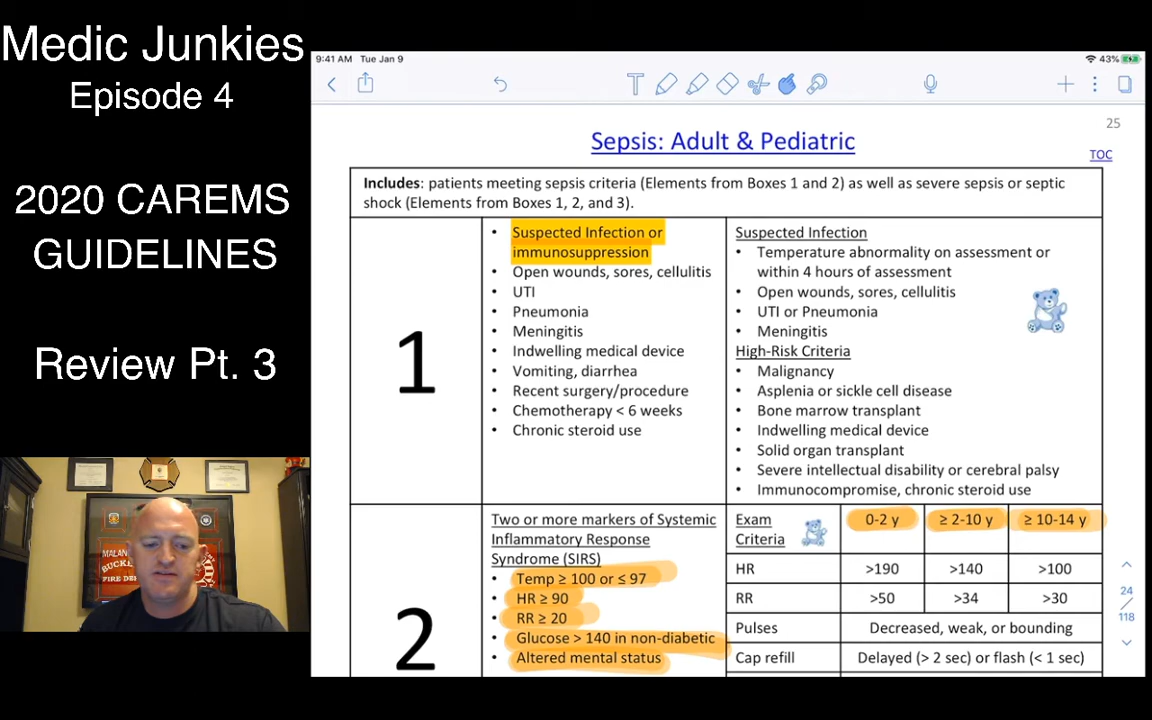 Medic Junkies
Episode 4
2020 CAREMS
GUIDELINES
Review Pt. 3
9:41 AM Tue Jan 9
43%
25
Sepsis: Adult & Pediatric
TOC
Includes: patients meeting sepsis criteria (Elements from Boxes 1 and 2) as well as severe sepsis or septic
shock (Elements from Boxes 1, 2, and 3).
1
• Suspected Infection or
immunosuppression
• Open wounds, sores, cellulitis
• UTI
• Pneumonia
• Meningitis
• Indwelling medical device
• Vomiting, diarrhea
• Recent surgery/procedure
• Chemotherapy < 6 weeks
• Chronic steroid use
Suspected Infection
• Temperature abnormality on assessment or
within 4 hours of assessment
• Open wounds, sores, cellulitis
• UTI or Pneumonia
• Meningitis
High-Risk Criteria
• Malignancy
• Asplenia or sickle cell disease
• Bone marrow transplant
• Indwelling medical device
• Solid organ transplant
• Severe intellectual disability or cerebral palsy
• Immunocompromise, chronic steroid use
2
Two or more markers of Systemic
Inflammatory Response
Syndrome (SIRS)
• Temp ≥ 100 or ≤ 97
• HR ≥ 90
• RR ≥ 20
• Glucose > 140 in non-diabetic
• Altered mental status
Exam
Criteria
0-2 y ≥ 2-10 y ≥ 10-14 y
HR >190 >140 >100
RR >50 >34 >30
Pulses Decreased, weak, or bounding
Cap refill Delayed (> 2 sec) or flash (< 1 sec)
24
/
118